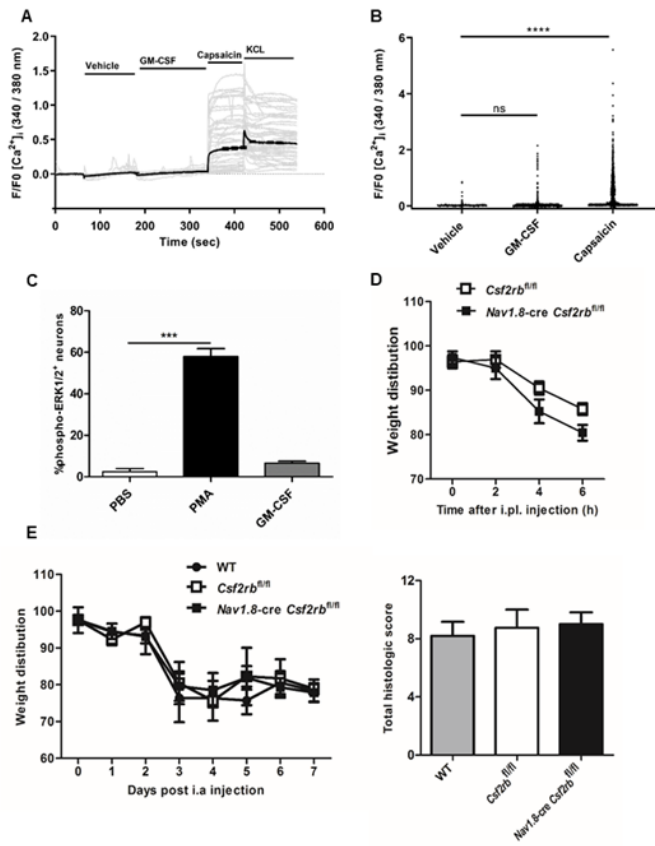 A
F/F0 [Ca²⁺]ᵢ (340 / 380 nm)
2.0
1.5
1.0
0.5
0.0
Vehicle
GM-CSF
Capsaicin
KCL
0 100 200 300 400 500 600
Time (sec)
B
F/F0 [Ca²⁺]ᵢ (340 / 380 nm)
6
4
2
0
****
ns
Vehicle
GM-CSF
Capsaicin
C
%phospho-ERK1/2⁺ neurons
80
60
40
20
0
***
PBS
PMA
GM-CSF
D
Csf2rbfl/fl
Nav1.8-cre Csf2rbfl/fl
Weight distibution
100
90
80
70
0 2 4 6
Time after i.pl. injection (h)
E
WT
Csf2rbfl/fl
Nav1.8-cre Csf2rbfl/fl
Weight distibution
110
100
90
80
70
60
0 1 2 3 4 5 6 7
Days post i.a injection
Total histologic score
12
8
4
0
WT
Csf2rbfl/fl
Nav1.8-cre Csf2rbfl/fl